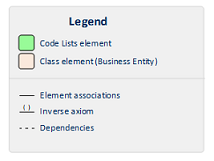 Legend
Code Lists element
Class element (Business Entity)
Element associations
{ }
Inverse axiom
Dependencies